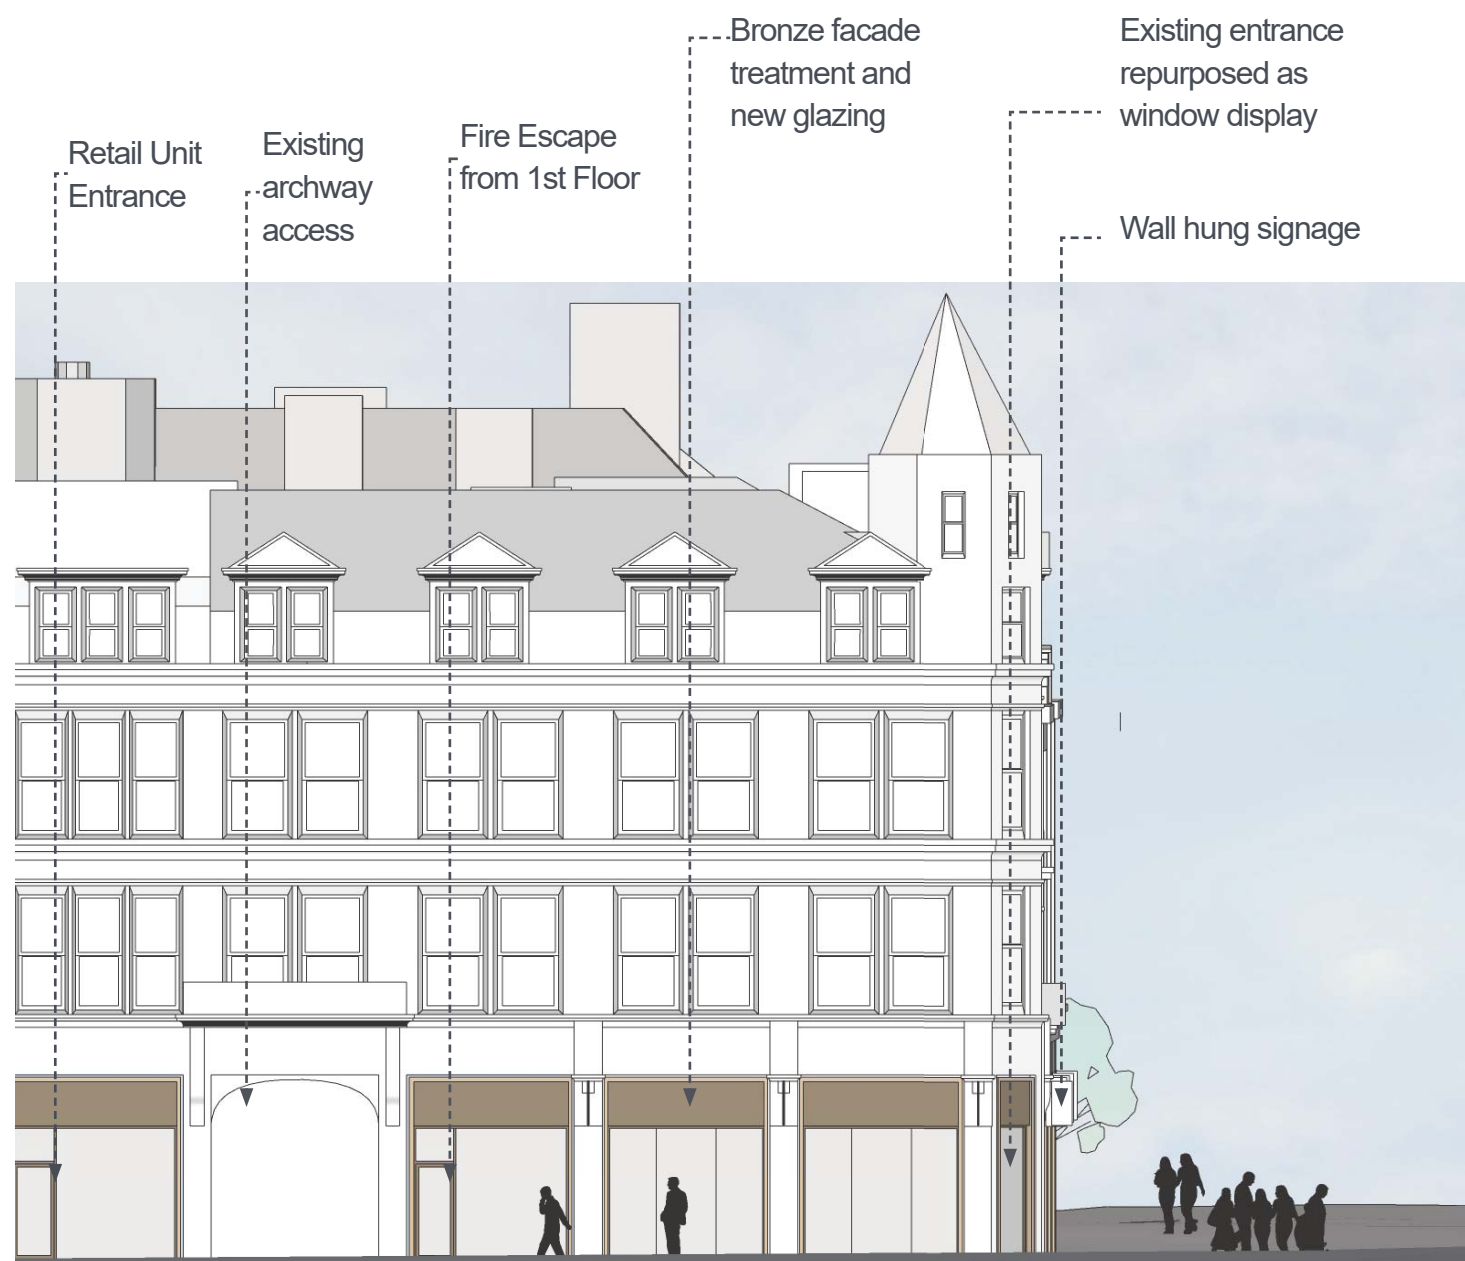 Bronze facade
treatment and
new glazing
Existing entrance
repurposed as
window display
Retail Unit
Entrance
Existing
archway
access
Fire Escape
from 1st Floor
Wall hung signage